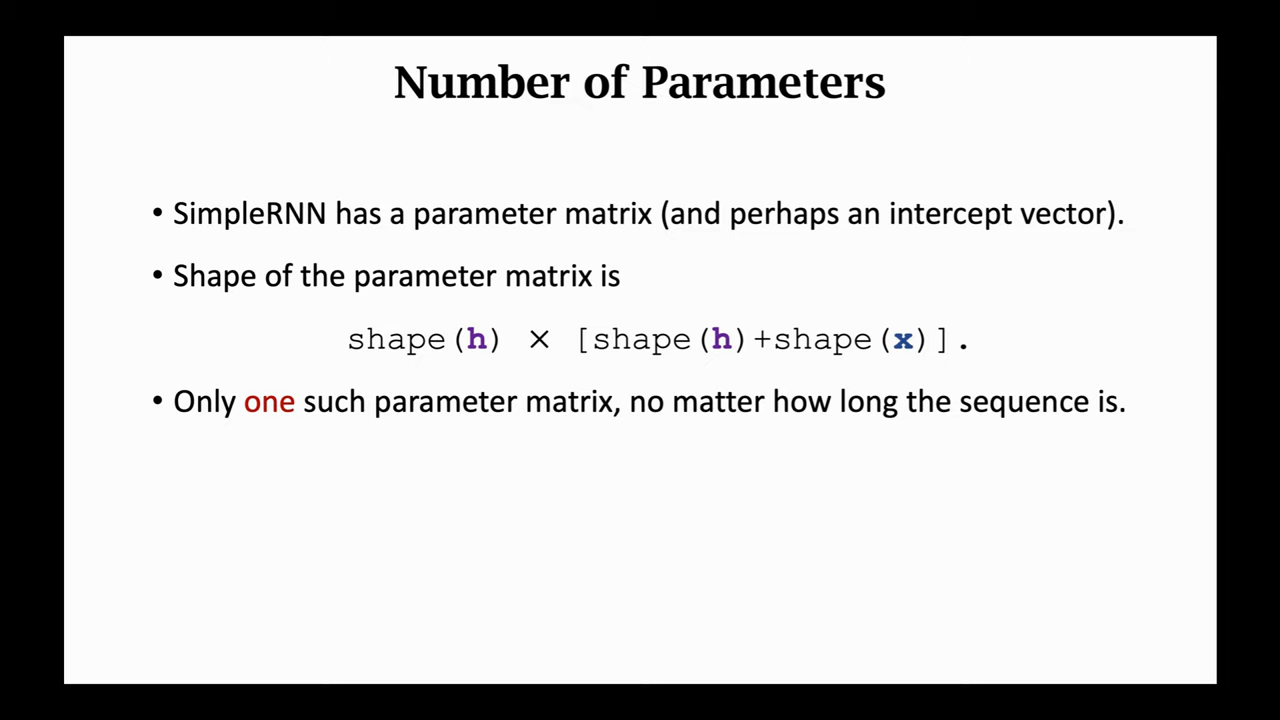 Number of Parameters
• SimpleRNN has a parameter matrix (and perhaps an intercept vector).
• Shape of the parameter matrix is
shape(h) × [shape(h)+shape(x)].
• Only one such parameter matrix, no matter how long the sequence is.